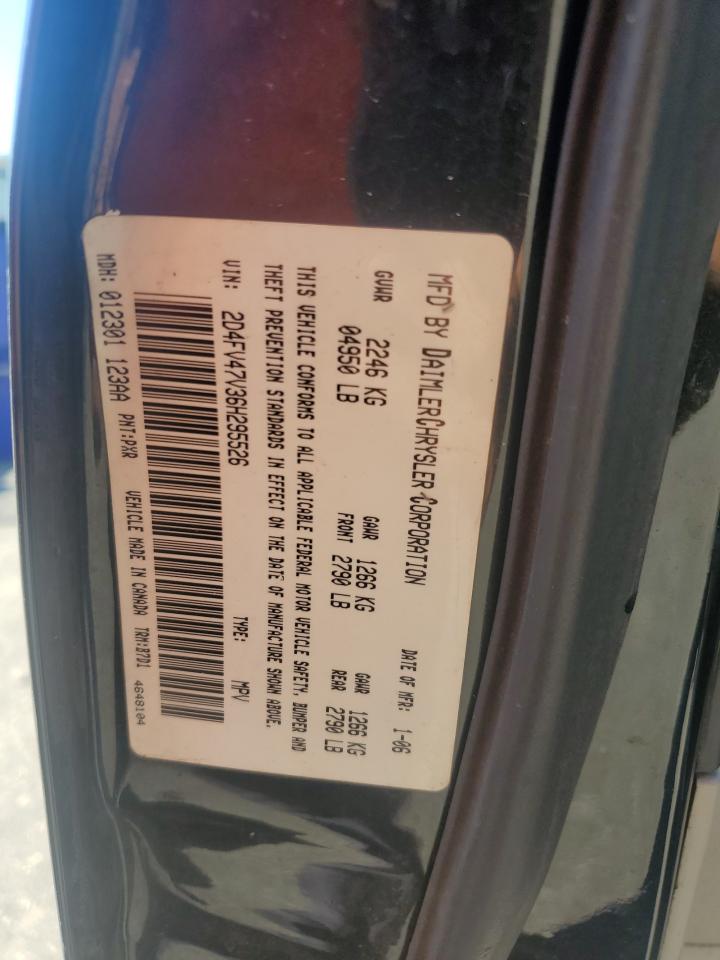 MFD BY DAIMLERCHRYSLER CORPORATION DATE OF MFR: 1-06
GVWR 2246 KG GAWR 1266 KG GAWR 1266 KG
04950 LB FRONT 2790 LB REAR 2790 LB
THIS VEHICLE CONFORMS TO ALL APPLICABLE FEDERAL MOTOR VEHICLE SAFETY, BUMPER AND
THEFT PREVENTION STANDARDS IN EFFECT ON THE DATE OF MANUFACTURE SHOWN ABOVE.
VIN: 2D4FV47V36H295526 TYPE: MPV
MDH: 012301 123AA PNT:PXR VEHICLE MADE IN CANADA TRM:B7D1 4648104